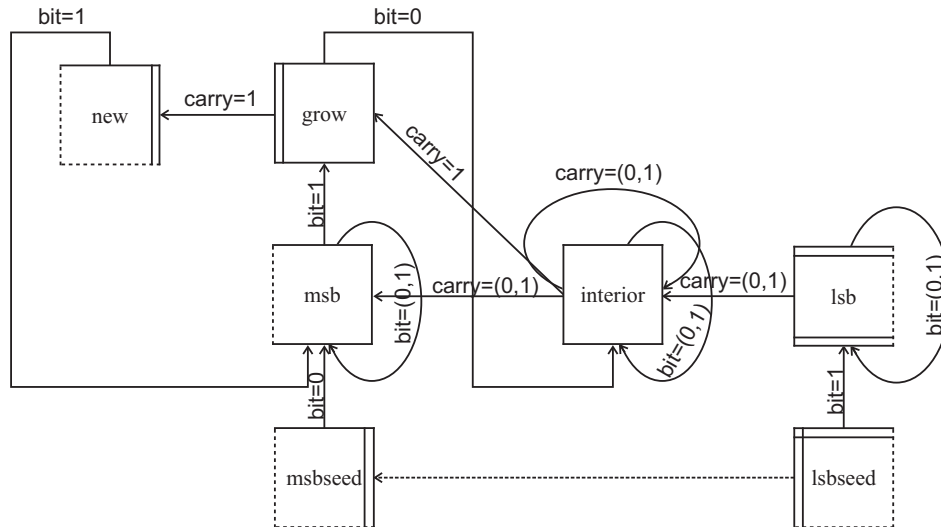 bit=1
bit=0
new
carry=1
grow
carry=1
carry=(0,1)
bit=1
msb
bit=(0,1)
carry=(0,1)
interior
bit=(0,1)
carry=(0,1)
lsb
bit=(0,1)
bit=0
bit=1
msbseed
lsbseed